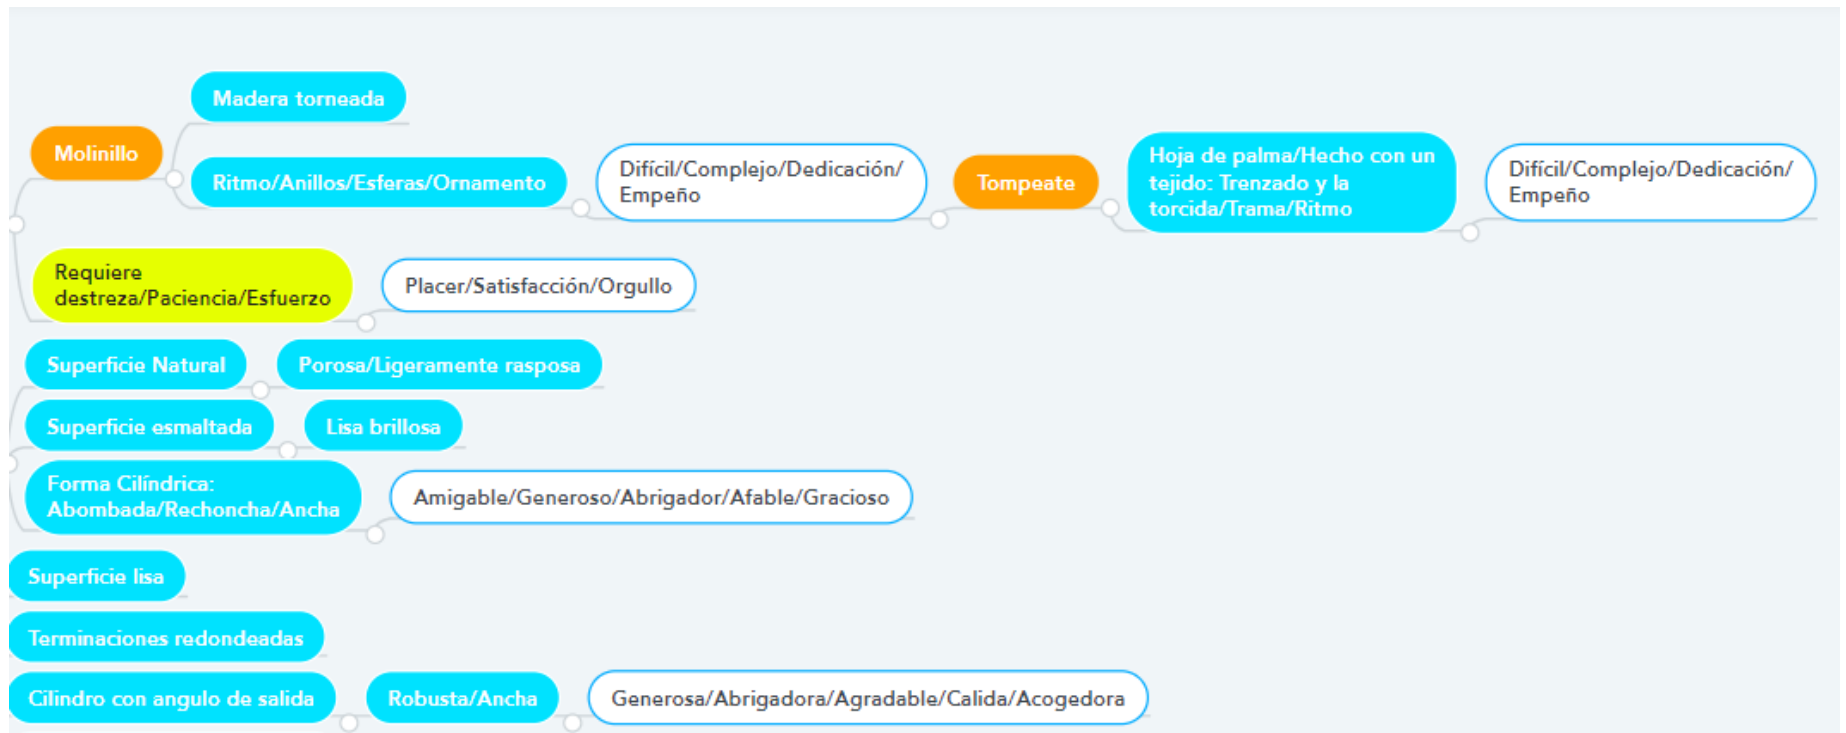 Madera torneada
Molinillo
Ritmo/Anillos/Esferas/Ornamento
Difícil/Complejo/Dedicación/
Empeño
Tompeate
Hoja de palma/Hecho con un
tejido: Trenzado y la
torcida/Trama/Ritmo
Difícil/Complejo/Dedicación/
Empeño
Requiere
destreza/Paciencia/Esfuerzo
Placer/Satisfacción/Orgullo
Superficie Natural
Porosa/Ligeramente rasposa
Superficie esmaltada
Lisa brillosa
Forma Cilíndrica:
Abombada/Rechoncha/Ancha
Amigable/Generoso/Abrigador/Afable/Gracioso
Superficie lisa
Terminaciones redondeadas
Cilindro con angulo de salida
Robusta/Ancha
Generosa/Abrigadora/Agradable/Calida/Acogedora